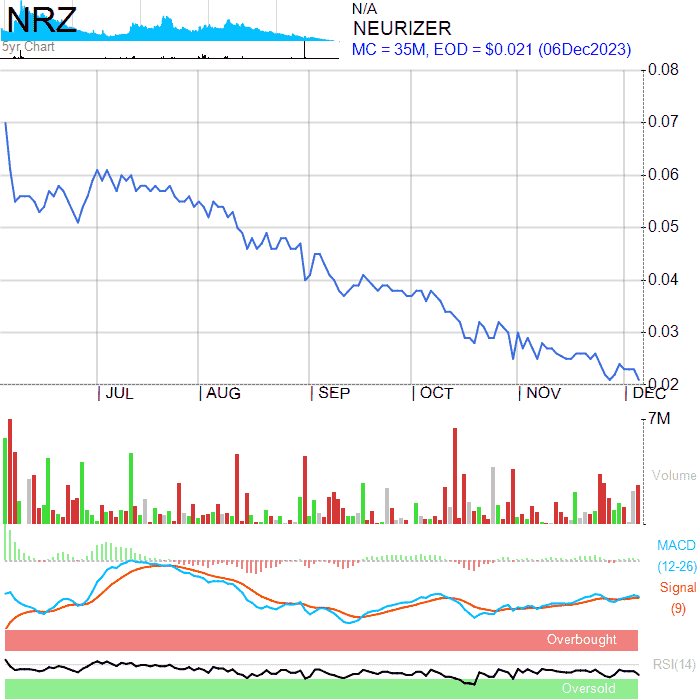 NRZ
5yr Chart
N/A
NEURIZER
MC = 35M, EOD = $0.021 (06Dec2023)
0.08
0.07
0.06
0.05
0.04
0.03
0.02
JUL
AUG
SEP
OCT
NOV
DEC
7M
Volume
MACD
(12-26)
Signal
(9)
Overbought
RSI(14)
Oversold